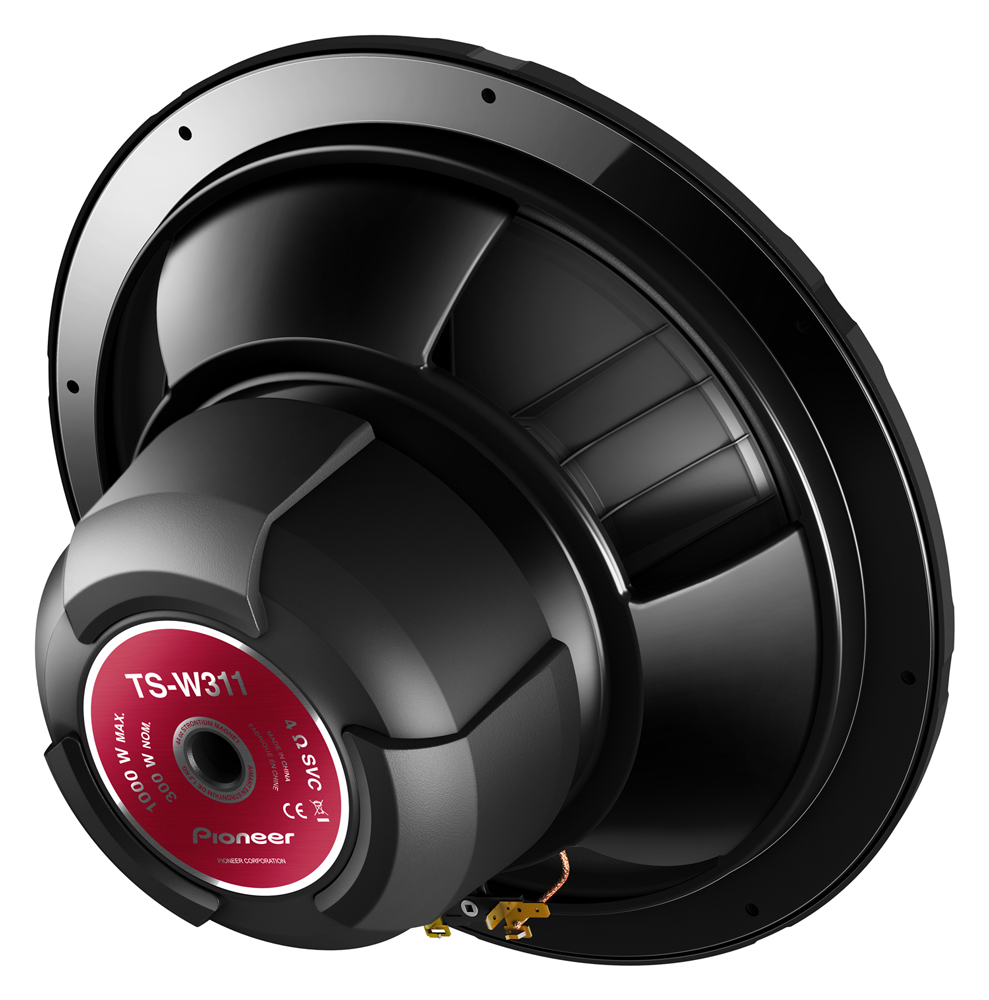 TS-W311
1000 W MAX.
300 W NOM.
4 Ω SVC
MADE IN CHINA
FABRIQUÉ EN CHINE
CE
Pioneer
PIONEER CORPORATION